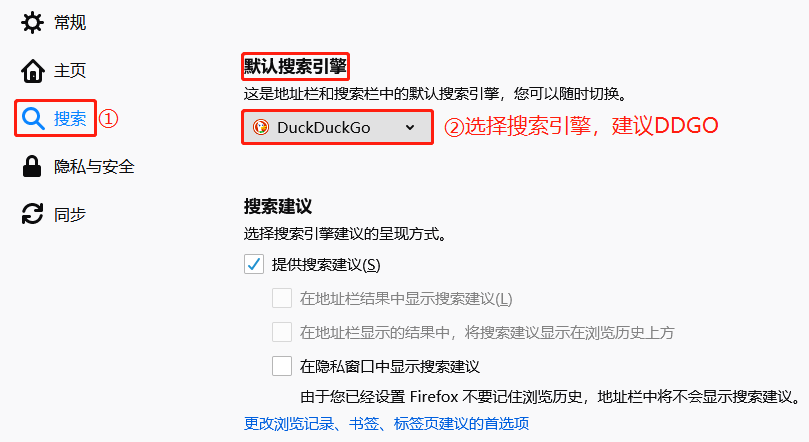 常规
主页
搜索 ①
隐私与安全
同步
默认搜索引擎
这是地址栏和搜索栏中的默认搜索引擎，您可以随时切换。
DuckDuckGo ②选择搜索引擎，建议DDGO
搜索建议
选择搜索引擎建议的呈现方式。
提供搜索建议(S)
在地址栏结果中显示搜索建议(L)
在地址栏显示的结果中，将搜索建议显示在浏览历史上方
在隐私窗口中显示搜索建议
由于您已经设置 Firefox 不要记住浏览历史，地址栏中将不会显示搜索建议。
更改浏览记录、书签、标签页建议的首选项